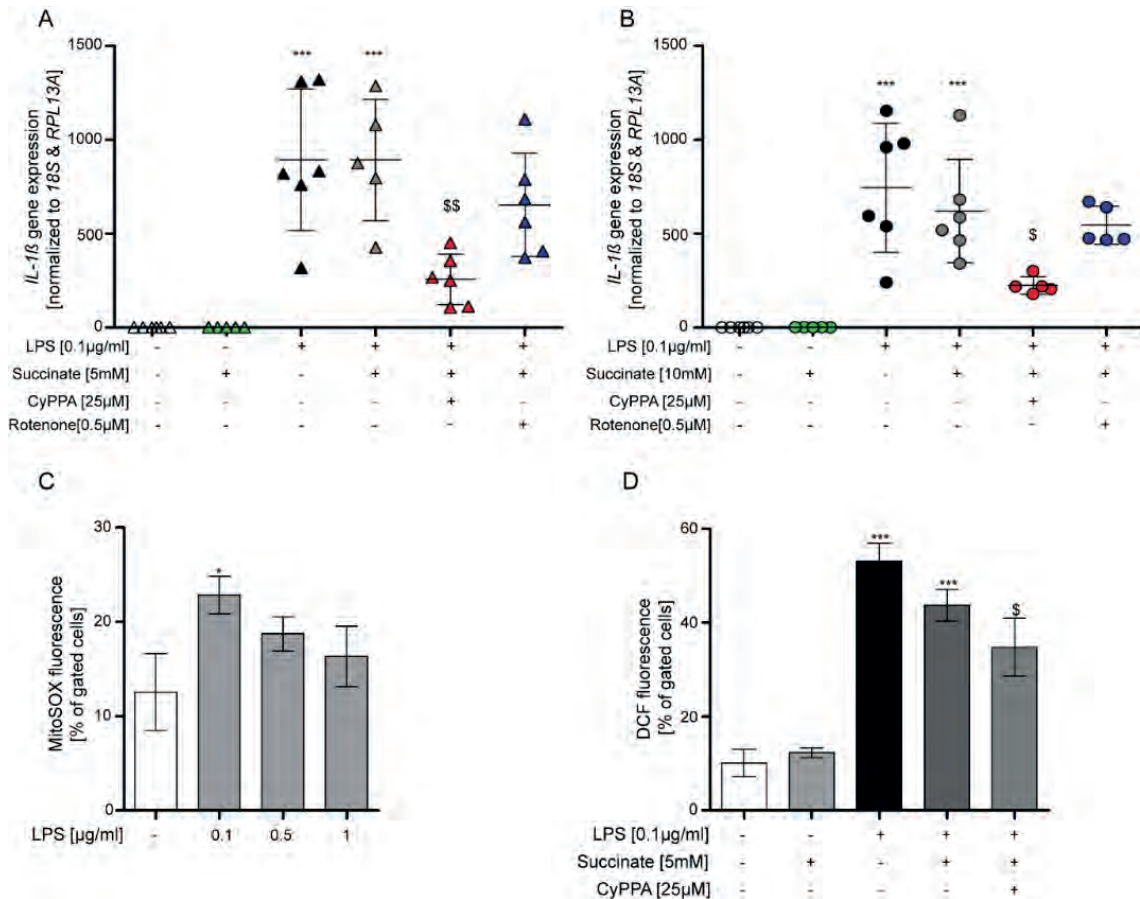 A
IL-1ß gene expression
[normalized to 18S & RPL13A]
1500
1000
500
0
*** *** $$
LPS [0.1µg/ml] - - + + + +
Succinate [5mM] - + - + + +
CyPPA [25µM] - - - - + -
Rotenone[0.5µM] - - - - - +
B
IL-1ß gene expression
[normalized to 18S & RPL13A]
1500
1000
500
0
*** *** $
LPS [0.1µg/ml] - - + + + +
Succinate [10mM] - + - + + +
CyPPA [25µM] - - - - + -
Rotenone[0.5µM] - - - - - +
C
MitoSOX fluorescence
[% of gated cells]
30
20
10
0
*
LPS [µg/ml] - 0.1 0.5 1
D
DCF fluorescence
[% of gated cells]
60
40
20
0
*** *** $
LPS [0.1µg/ml] - - + + +
Succinate [5mM] - + - + +
CyPPA [25µM] - - - - +